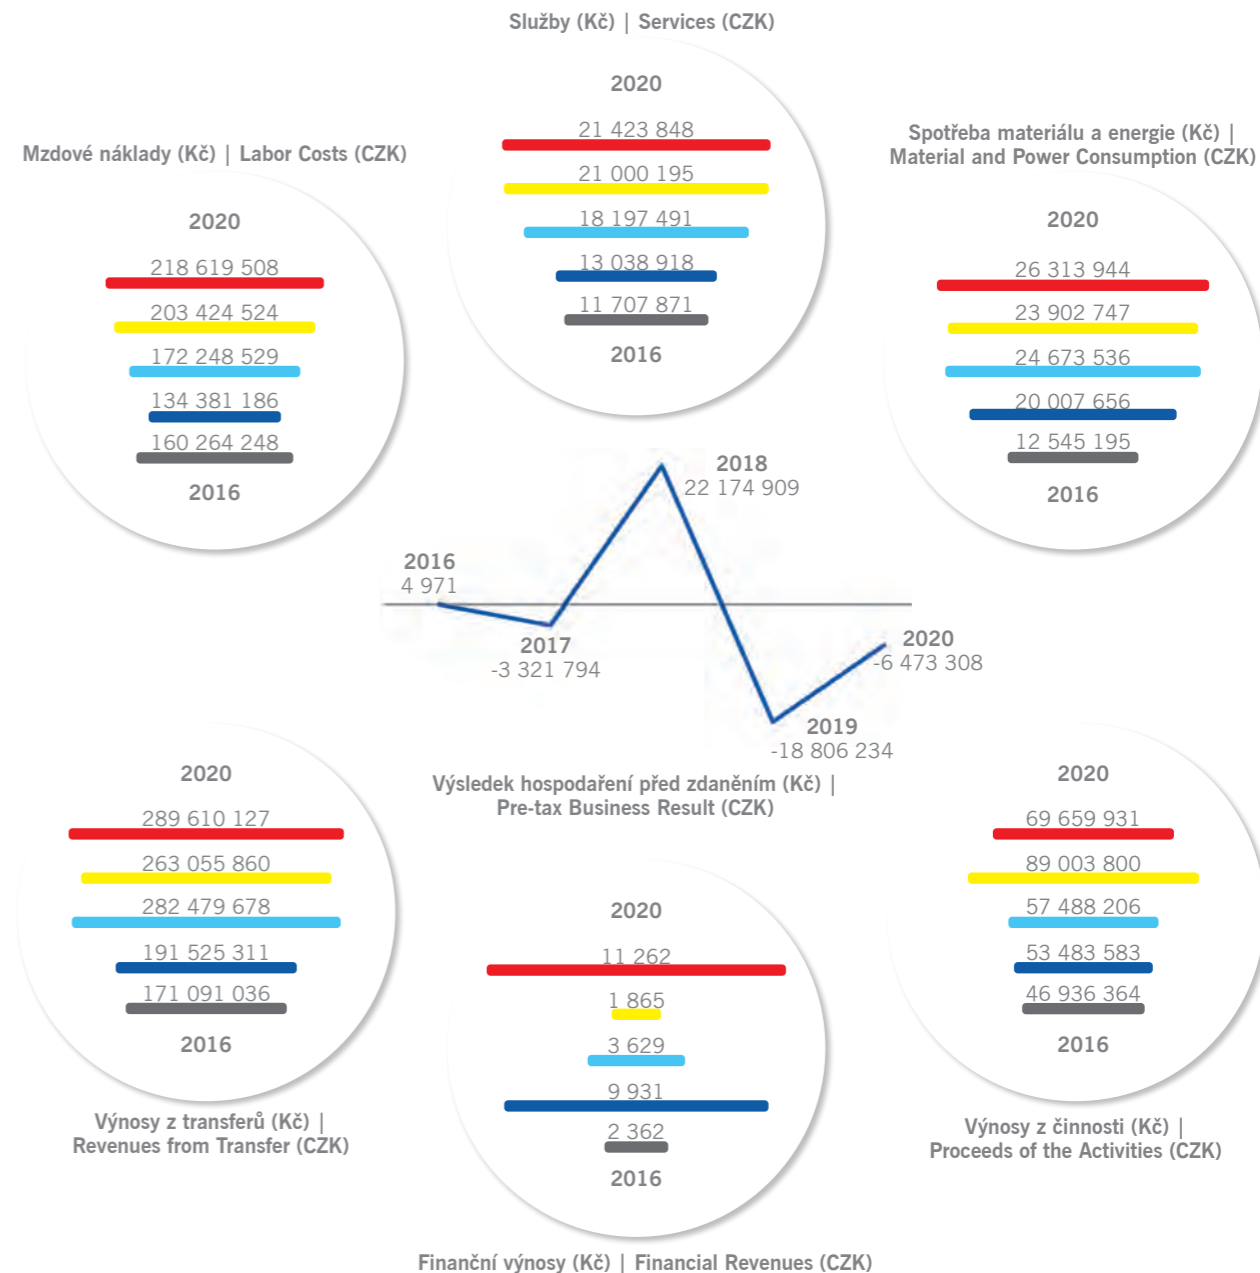 Služby (Kč) | Services (CZK)
2020
21 423 848
21 000 195
18 197 491
13 038 918
11 707 871
2016
Mzdové náklady (Kč) | Labor Costs (CZK)
2020
218 619 508
203 424 524
172 248 529
134 381 186
160 264 248
2016
Spotřeba materiálu a energie (Kč) |
Material and Power Consumption (CZK)
2020
26 313 944
23 902 747
24 673 536
20 007 656
12 545 195
2016
2016
4 971
2017
-3 321 794
2018
22 174 909
2019
-18 806 234
2020
-6 473 308
Výsledek hospodaření před zdaněním (Kč) |
Pre-tax Business Result (CZK)
2020
289 610 127
263 055 860
282 479 678
191 525 311
171 091 036
2016
Výnosy z transferů (Kč) |
Revenues from Transfer (CZK)
2020
11 262
1 865
3 629
9 931
2 362
2016
Finanční výnosy (Kč) | Financial Revenues (CZK)
2020
69 659 931
89 003 800
57 488 206
53 483 583
46 936 364
2016
Výnosy z činnosti (Kč) |
Proceeds of the Activities (CZK)